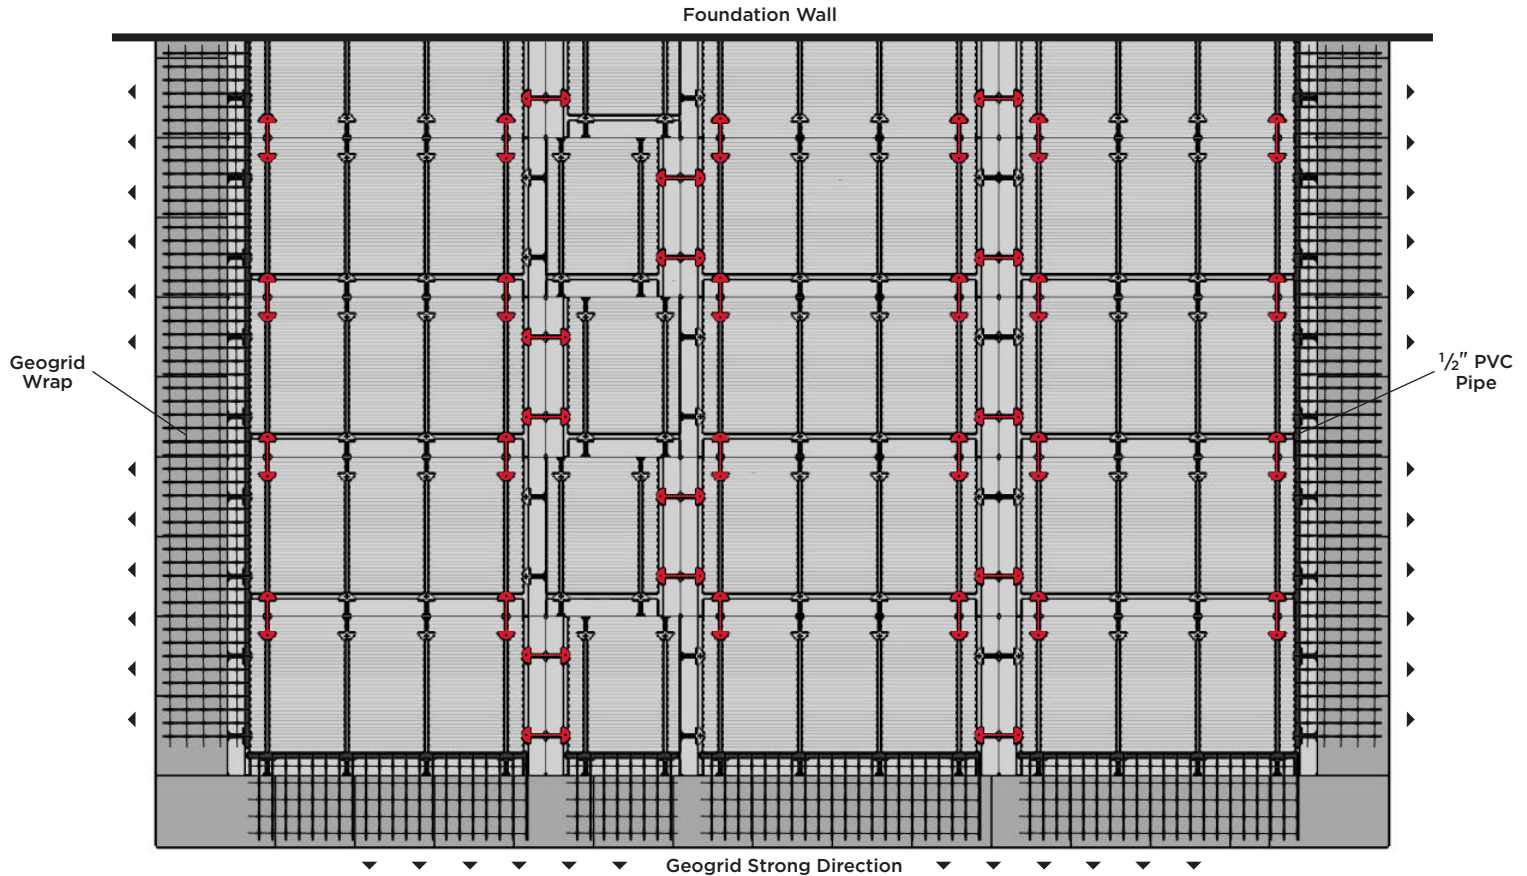 Foundation Wall
Geogrid
Wrap
½" PVC
Pipe
Geogrid Strong Direction